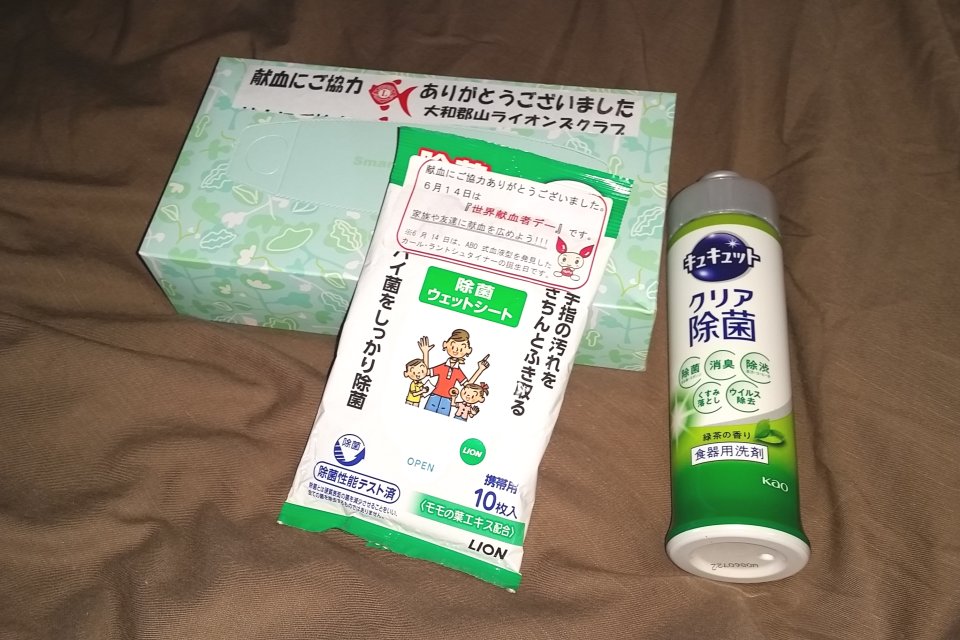 献血にご協力
ありがとうございました
大和郡山ライオンズクラブ
L
Smar
除菌
献血にご協力ありがとうございました。
6月14日は
『世界献血者デー』です。
家族や友達に献血を広めよう!!!
※6月14日は、ABO式血液型を発見した
カール・ラントシュタイナーの誕生日です。
除菌
ウェットシート
手指の汚れを
きちんとふき取る
バイ菌をしっかり除菌
除菌
除菌性能テスト済
OPEN
LION
携帯用
10枚入
〈モモの葉エキス配合〉
LION
キュキュット
クリア
除菌
除菌
消臭
除渋
くすみ
落とし
ウイルス
除去
緑茶の香り
食器用洗剤
Kao